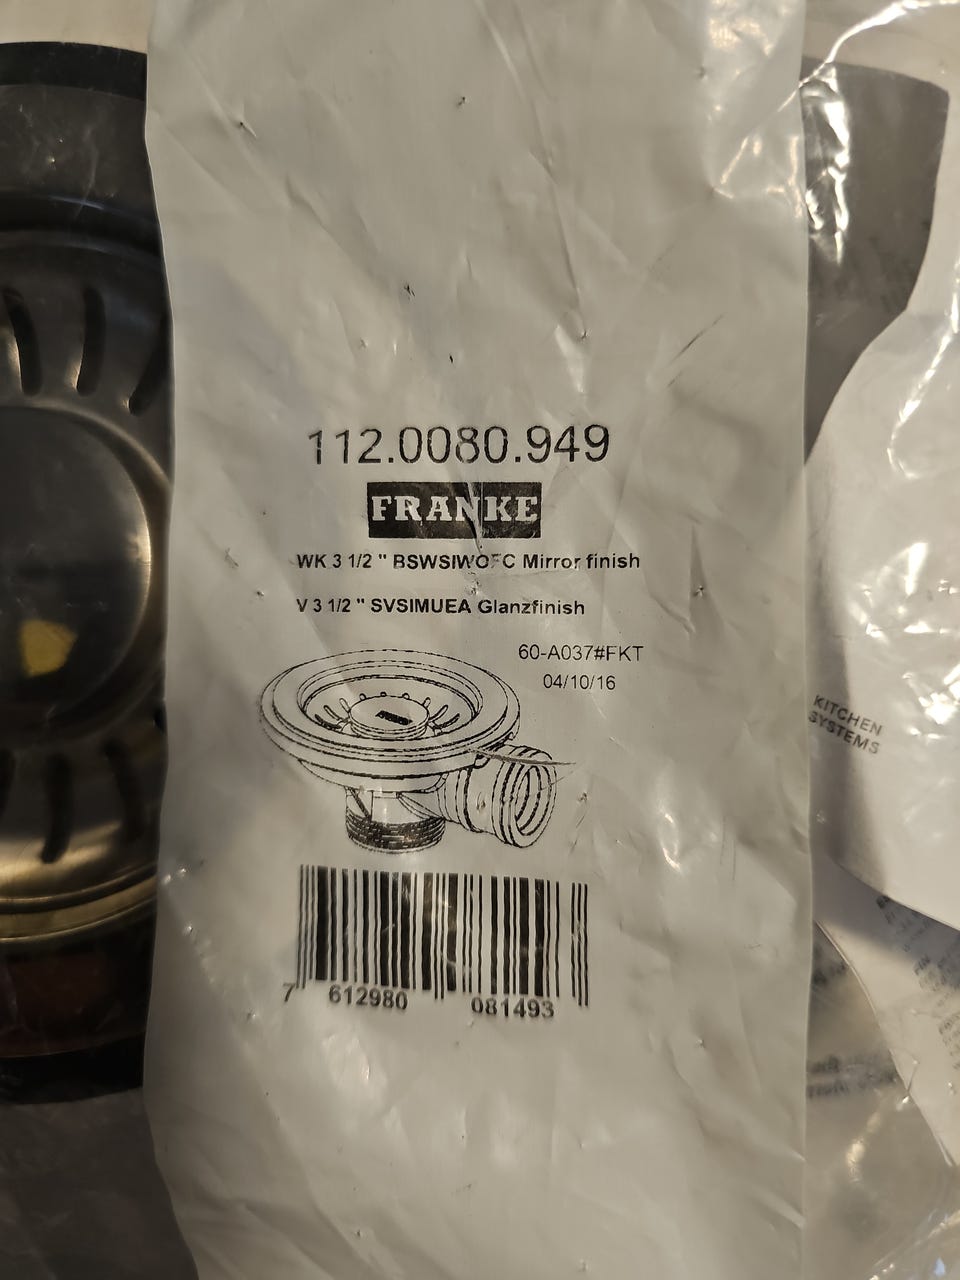 112.0080.949
FRANKE
WK 3 1/2 " BSWSIWOFC Mirror finish
V 3 1/2 " SVSIMUEA Glanzfinish
60-A037#FKT
04/10/16
7 612980 081493
KITCHEN
SYSTEMS